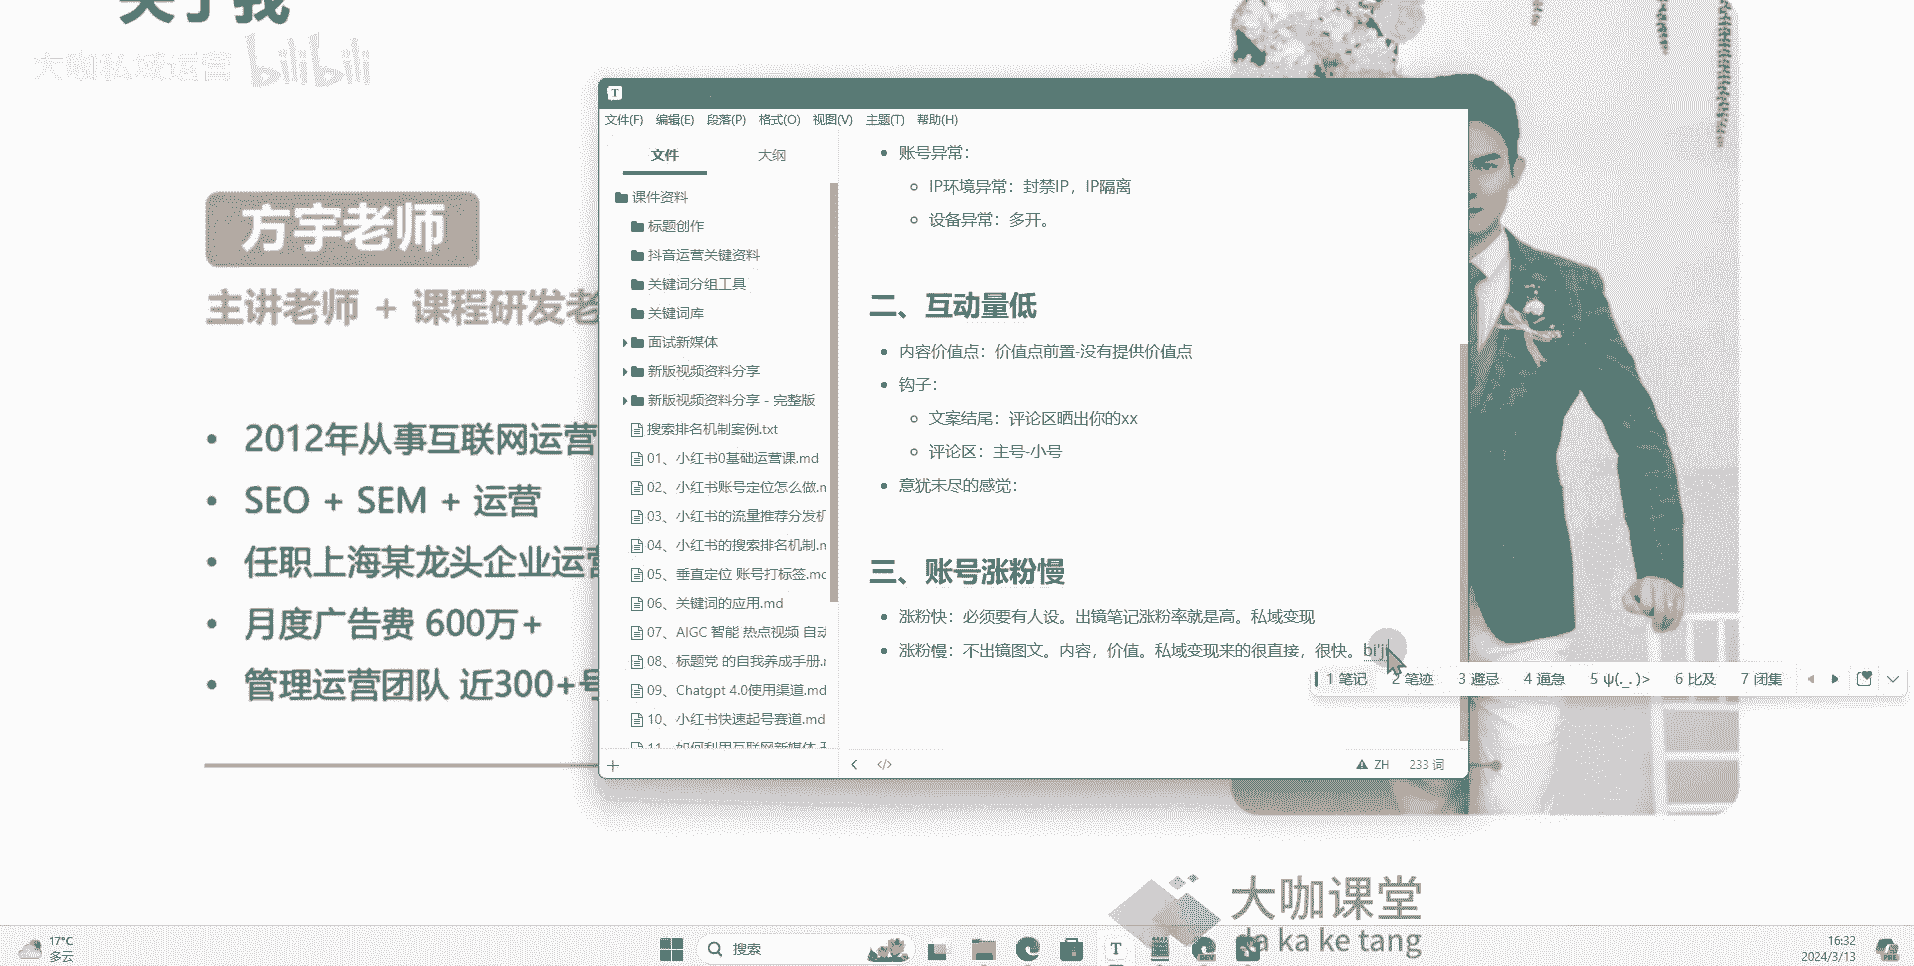 关于我
大咖私域运营 bilibili
方宇老师
主讲老师 + 课程研发老
2012年从事互联网运营
SEO + SEM + 运营
任职上海某龙头企业运营
月度广告费 600万+
管理运营团队 近300+号
T
文件(F) 编辑(E) 段落(P) 格式(O) 视图(V) 主题(T) 帮助(H)
文件 大纲
课件资料
标题创作
抖音运营关键资料
关键词分组工具
关键词库
面试新媒体
新版视频资料分享
新版视频资料分享 - 完整版
搜索排名机制案例.txt
01、小红书0基础运营课.md
02、小红书账号定位怎么做.n
03、小红书的流量推荐分发机
04、小红书的搜索排名机制.n
05、垂直定位 账号打标签.mc
06、关键词的应用.md
07、AIGC 智能 热点视频 自动
08、标题党 的自我养成手册.r
09、Chatgpt 4.0使用渠道.md
10、小红书快速起号赛道.md
11、如何利用互联网新媒体
账号异常：
IP环境异常：封禁IP，IP隔离
设备异常：多开。
二、互动量低
内容价值点：价值点前置-没有提供价值点
钩子：
文案结尾：评论区晒出你的xx
评论区：主号-小号
意犹未尽的感觉：
三、账号涨粉慢
涨粉快：必须要有人设。出镜笔记涨粉率就是高。私域变现
涨粉慢：不出镜图文。内容，价值。私域变现来的很直接，很快。bi'ji
1 笔记 2 笔迹 3 避忌 4 逼急 5 ψ(._. )> 6 比及 7 闭集
ZH 233 词
大咖课堂
da ka ke tang
17°C
多云
搜索
T
16:32
2024/3/13